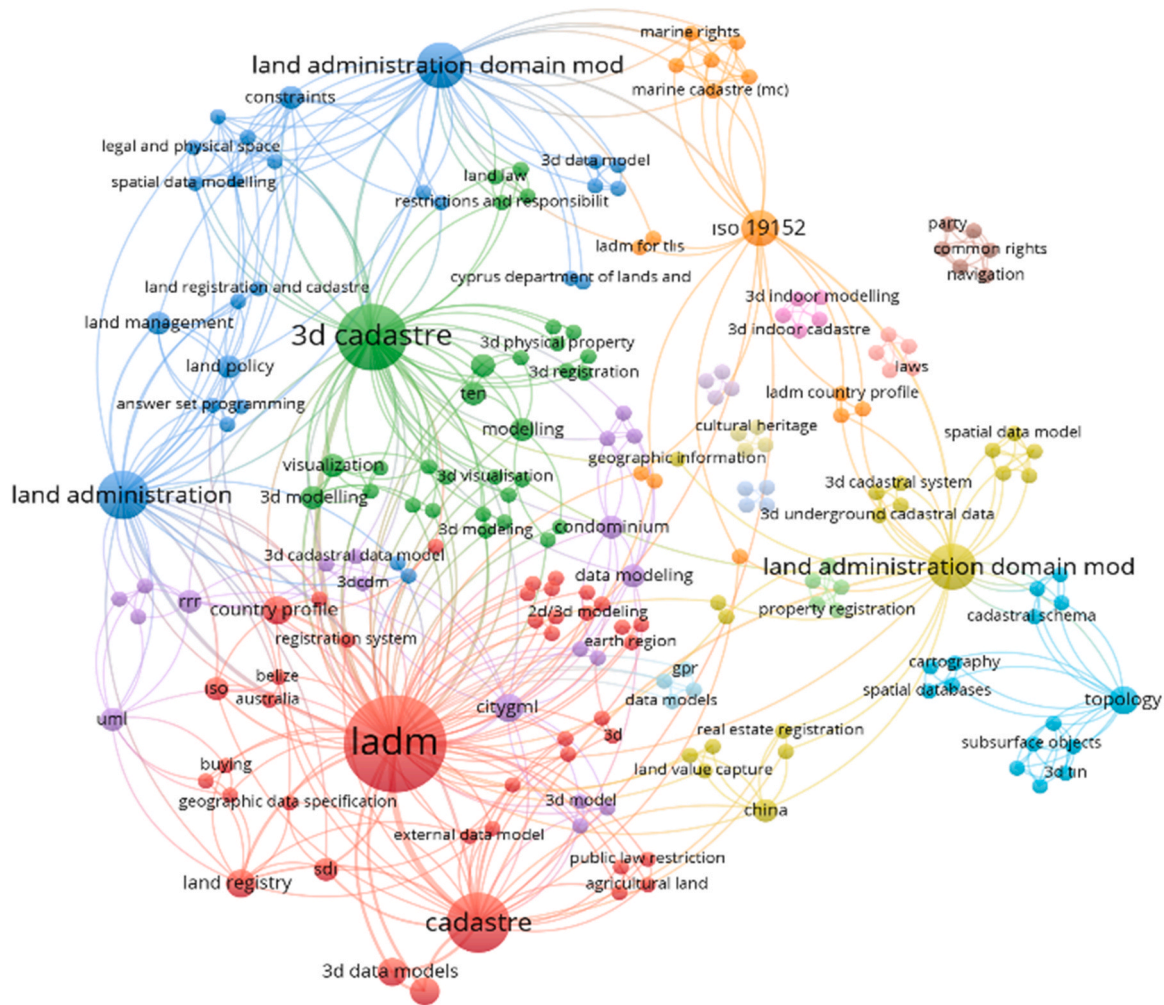 marine rights
land administration domain mod
marine cadastre (mc)
constraints
legal and physical space
3d data model
land law
spatial data modelling
restrictions and responsibilit
party
iso 19152
common rights
ladm for tlis
navigation
cyprus department of lands and
land registration and cadastre
3d indoor modelling
land management
3d cadastre
3d physical property
3d indoor cadastre
land policy
3d registration
laws
ten
ladm country profile
answer set programming
modelling
cultural heritage
spatial data model
geographic information
visualization
3d visualisation
3d cadastral system
land administration
3d modelling
3d underground cadastral data
3d modeling
condominium
3d cadastral data model
land administration domain mod
3dcdm
data modeling
rrr
country profile
2d/3d modeling
property registration
cadastral schema
registration system
earth region
gpr
cartography
belize
iso
australia
data models
spatial databases
citygml
topology
uml
ladm
3d
real estate registration
subsurface objects
buying
land value capture
3d tin
geographic data specification
3d model
china
external data model
public law restriction
sdi
land registry
agricultural land
cadastre
3d data models